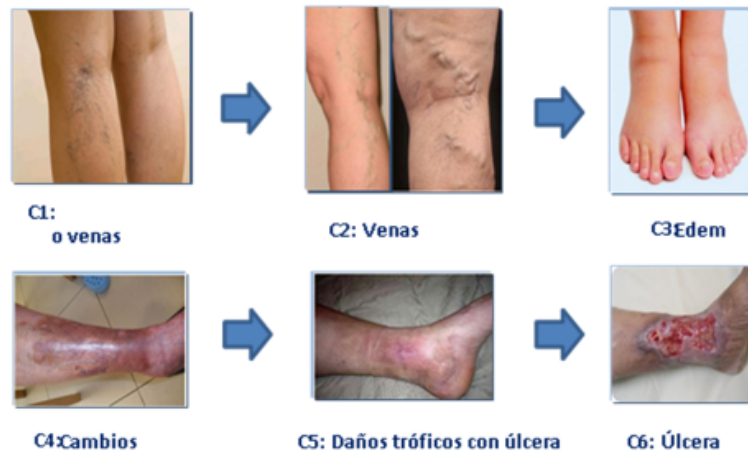 C1:
o venas
C2: Venas
C3:Edem
C4:Cambios
C5: Daños tróficos con úlcera
C6: Úlcera